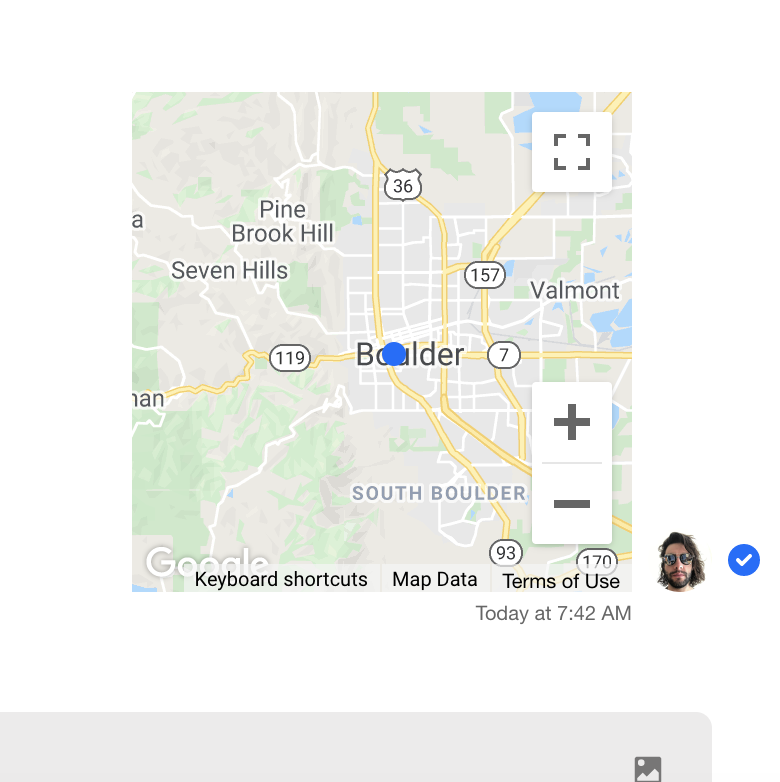 36
Pine
Brook Hill
a
Seven Hills
157
Valmont
Boulder
119
7
nan
SOUTH BOULDER
93
170
Google
Keyboard shortcuts
Map Data
Terms of Use
Today at 7:42 AM